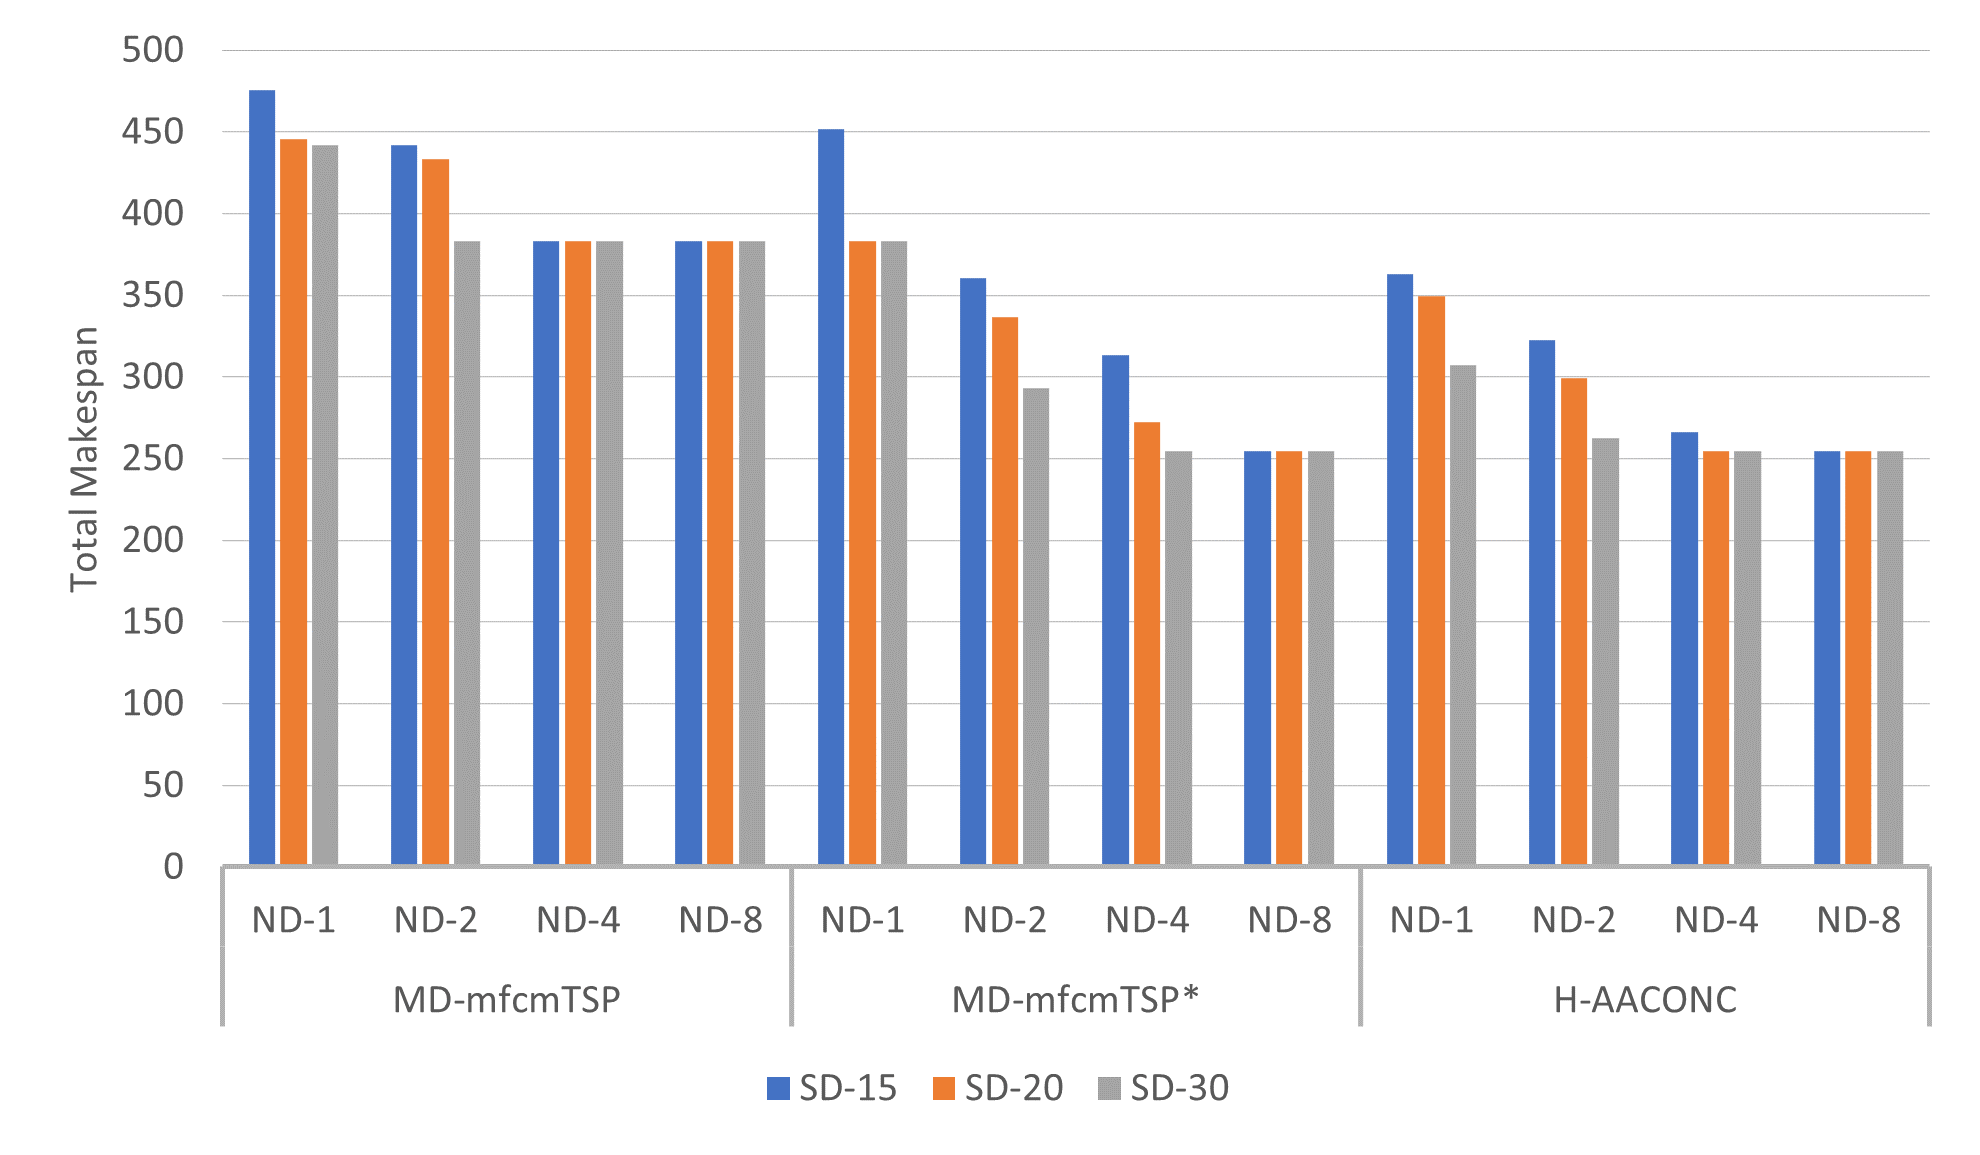 500
450
400
350
300
250
200
150
100
50
0
Total Makespan
ND-1 ND-2 ND-4 ND-8 ND-1 ND-2 ND-4 ND-8 ND-1 ND-2 ND-4 ND-8
MD-mfcmTSP MD-mfcmTSP* H-AACONC
SD-15 SD-20 SD-30